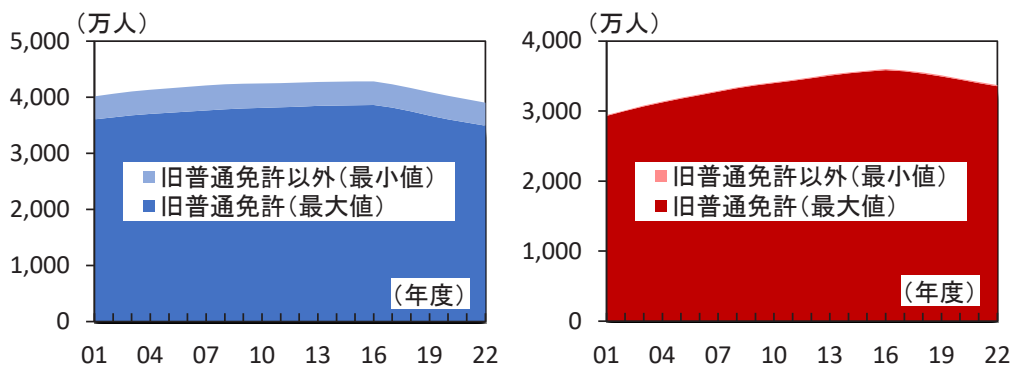 （万人）
5,000
4,000
3,000
2,000
1,000
0
旧普通免許以外（最小値）
旧普通免許（最大値）
（年度）
01 04 07 10 13 16 19 22
（万人）
4,000
3,000
2,000
1,000
0
旧普通免許以外（最小値）
旧普通免許（最大値）
（年度）
01 04 07 10 13 16 19 22